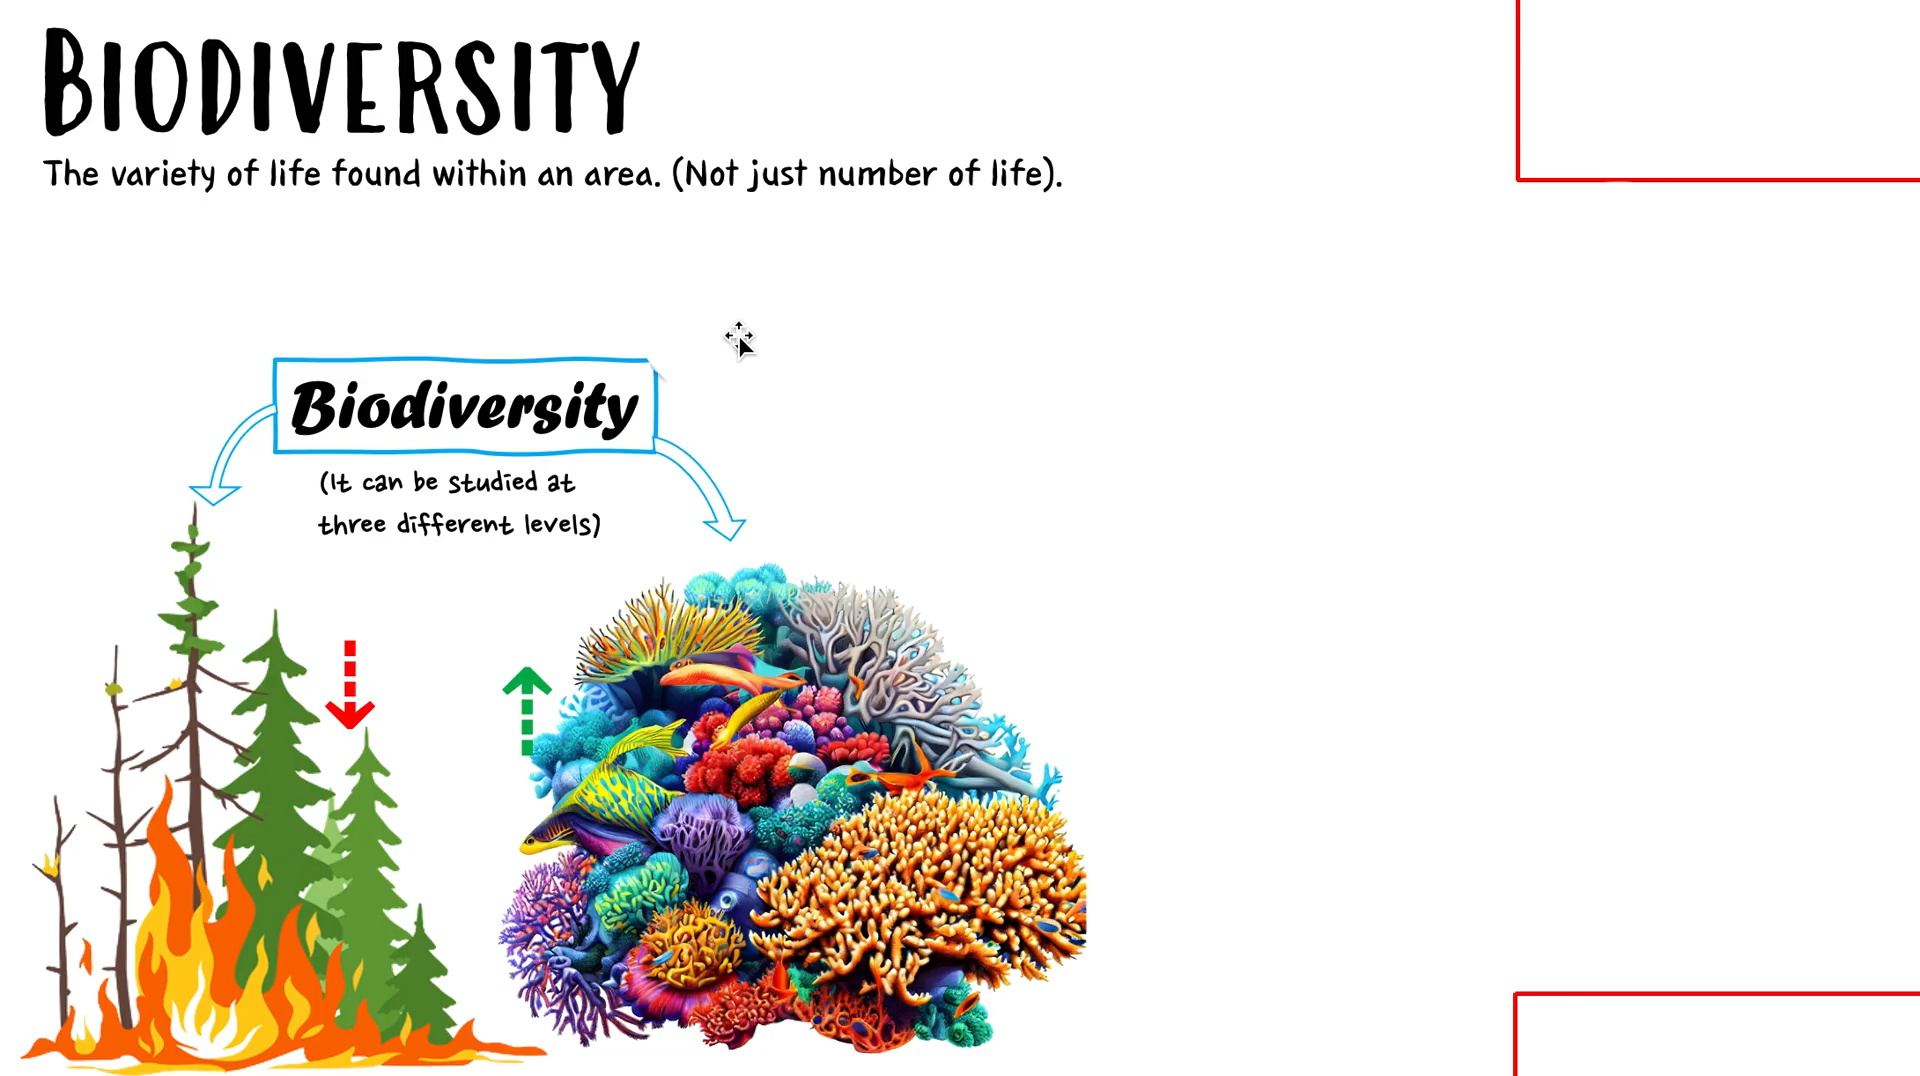 BIODIVERSITY
The variety of life found within an area. (Not just number of life).
Biodiversity
(It can be studied at
three different levels)